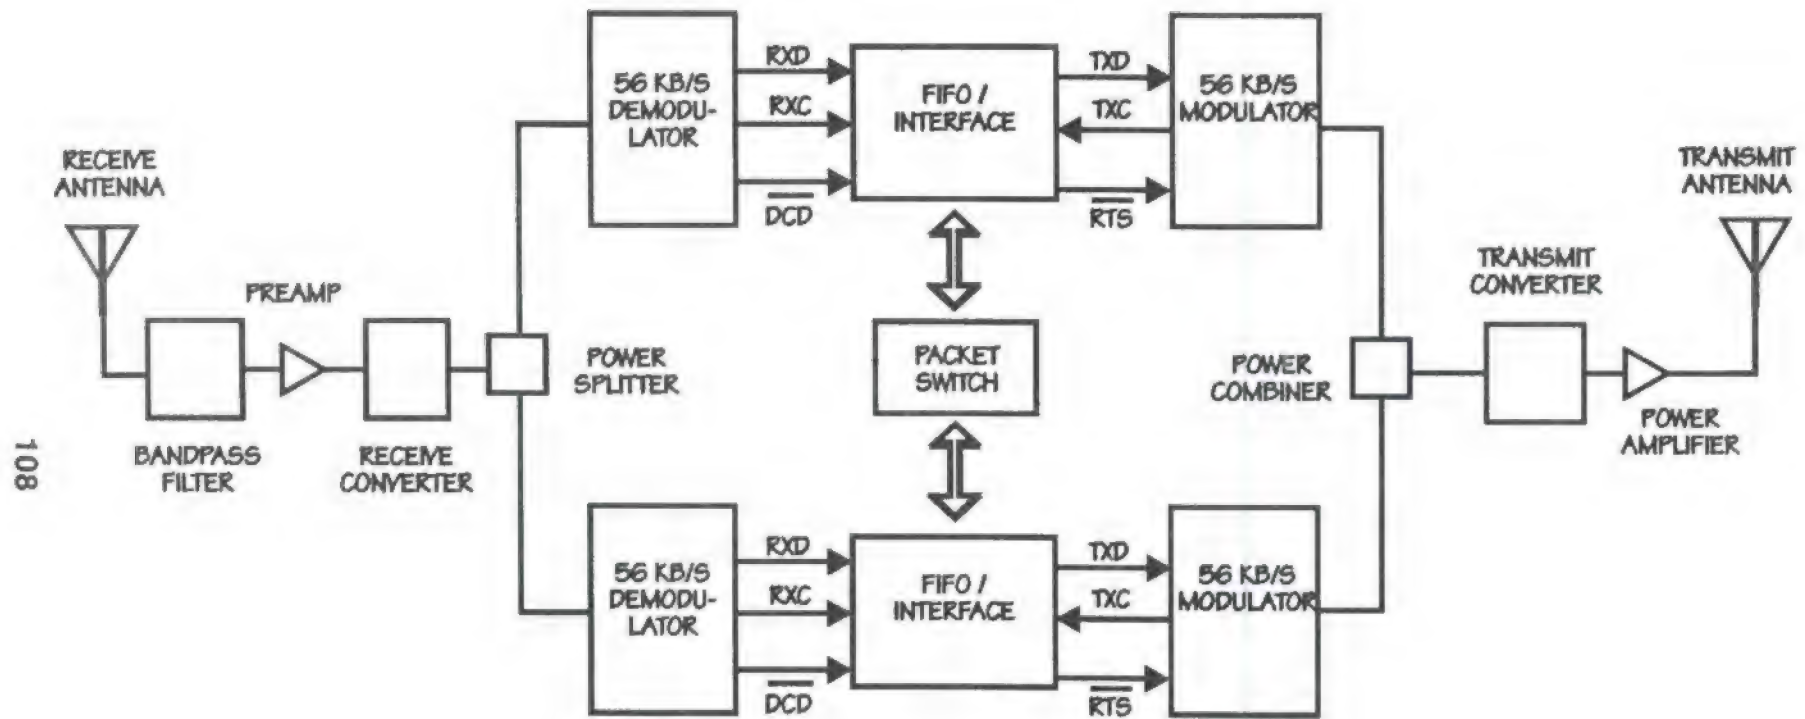 RECEIVE
ANTENNA
PREAMP
BANDPASS
FILTER
RECEIVE
CONVERTER
POWER
SPLITTER
56 KB/S
DEMODU-
LATOR
RXD
RXC
DCD
FIFO /
INTERFACE
TXD
TXC
RTS
56 KB/S
MODULATOR
PACKET
SWITCH
56 KB/S
DEMODU-
LATOR
RXD
RXC
DCD
FIFO /
INTERFACE
TXD
TXC
RTS
56 KB/S
MODULATOR
POWER
COMBINER
TRANSMIT
CONVERTER
POWER
AMPLIFIER
TRANSMIT
ANTENNA
108